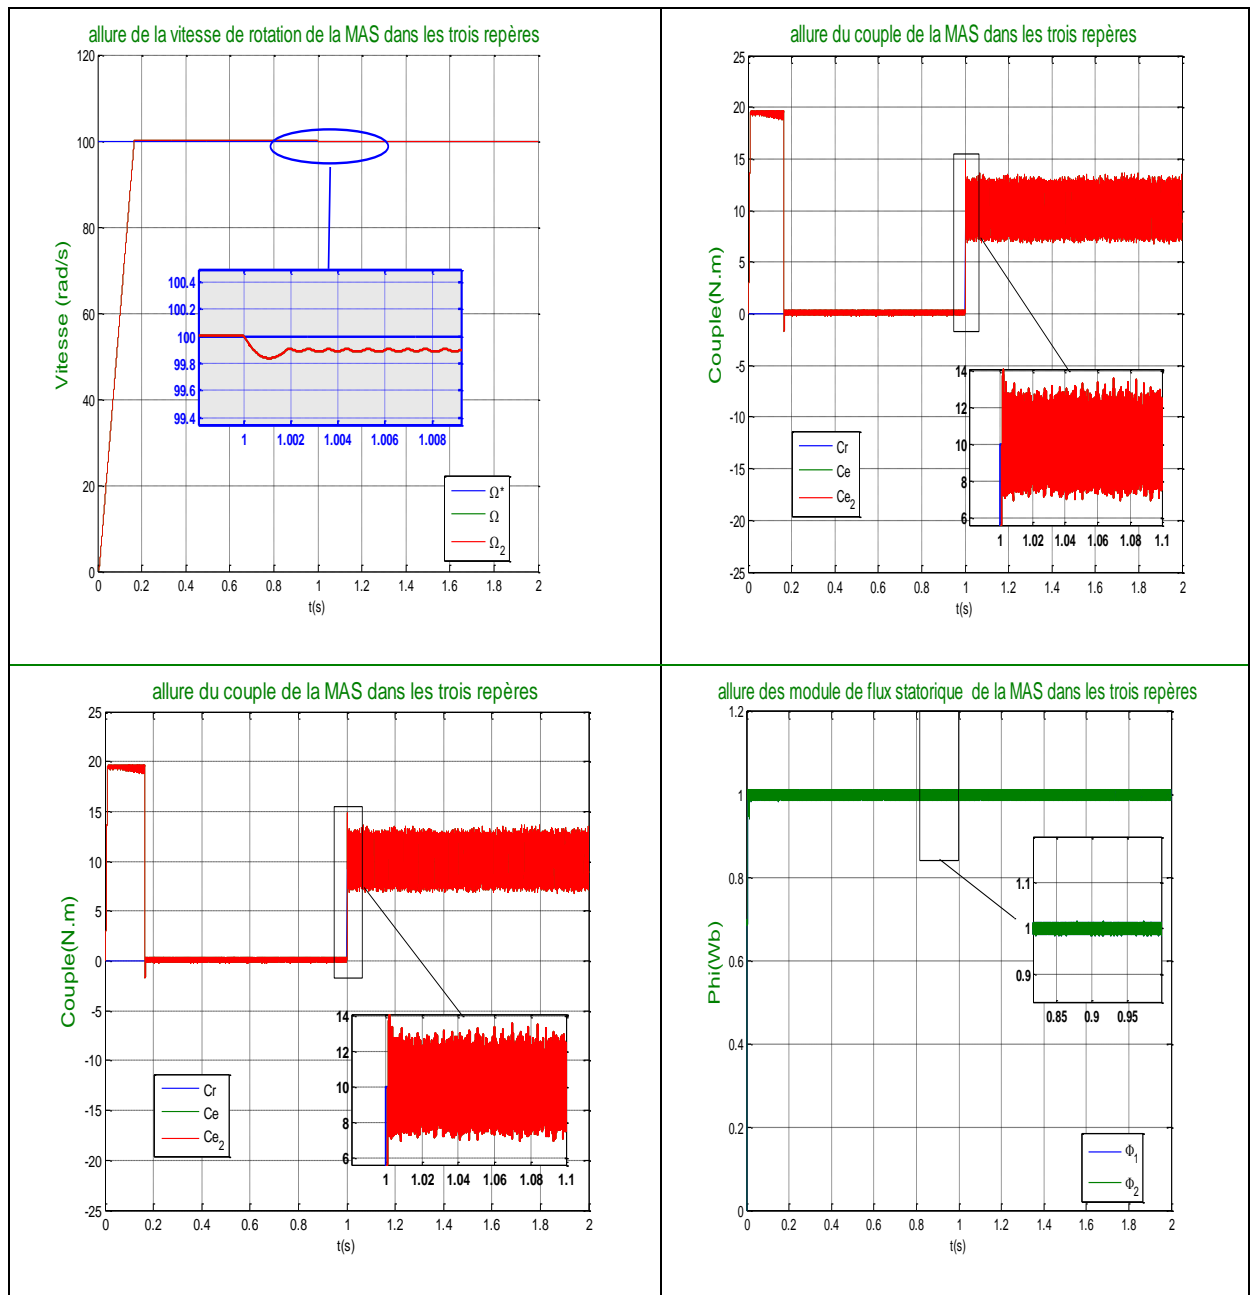 allure de la vitesse de rotation de la MAS dans les trois repères
120
100
80
60
40
20
0
Vitesse (rad/s)
100.4
100.2
100
99.8
99.6
99.4
1 1.002 1.004 1.006 1.008
Ω*
Ω
Ω2
0 0.2 0.4 0.6 0.8 1 1.2 1.4 1.6 1.8 2
t(s)
allure du couple de la MAS dans les trois repères
25
20
15
10
5
0
-5
-10
-15
-20
-25
Couple(N.m)
Cr
Ce
Ce2
14
12
10
8
6
1 1.02 1.04 1.06 1.08 1.1
0 0.2 0.4 0.6 0.8 1 1.2 1.4 1.6 1.8 2
t(s)
allure du couple de la MAS dans les trois repères
25
20
15
10
5
0
-5
-10
-15
-20
-25
Couple(N.m)
Cr
Ce
Ce2
14
12
10
8
6
1 1.02 1.04 1.06 1.08 1.1
0 0.2 0.4 0.6 0.8 1 1.2 1.4 1.6 1.8 2
t(s)
allure des module de flux statorique de la MAS dans les trois repères
1.2
1
0.8
0.6
0.4
0.2
0
Phi(Wb)
1.1
1
0.9
0.85 0.9 0.95
Φ1
Φ2
0 0.2 0.4 0.6 0.8 1 1.2 1.4 1.6 1.8 2
t(s)